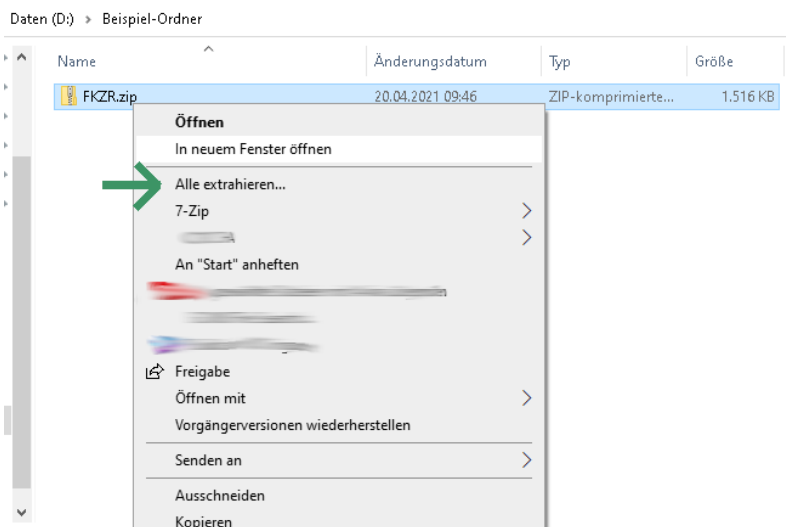 Daten (D:) > Beispiel-Ordner
Name Änderungsdatum Typ Größe
FKZR.zip 20.04.2021 09:46 ZIP-komprimierte... 1.516 KB
Öffnen
In neuem Fenster öffnen
Alle extrahieren...
7-Zip
An "Start" anheften
Freigabe
Öffnen mit
Vorgängerversionen wiederherstellen
Senden an
Ausschneiden
Kopieren